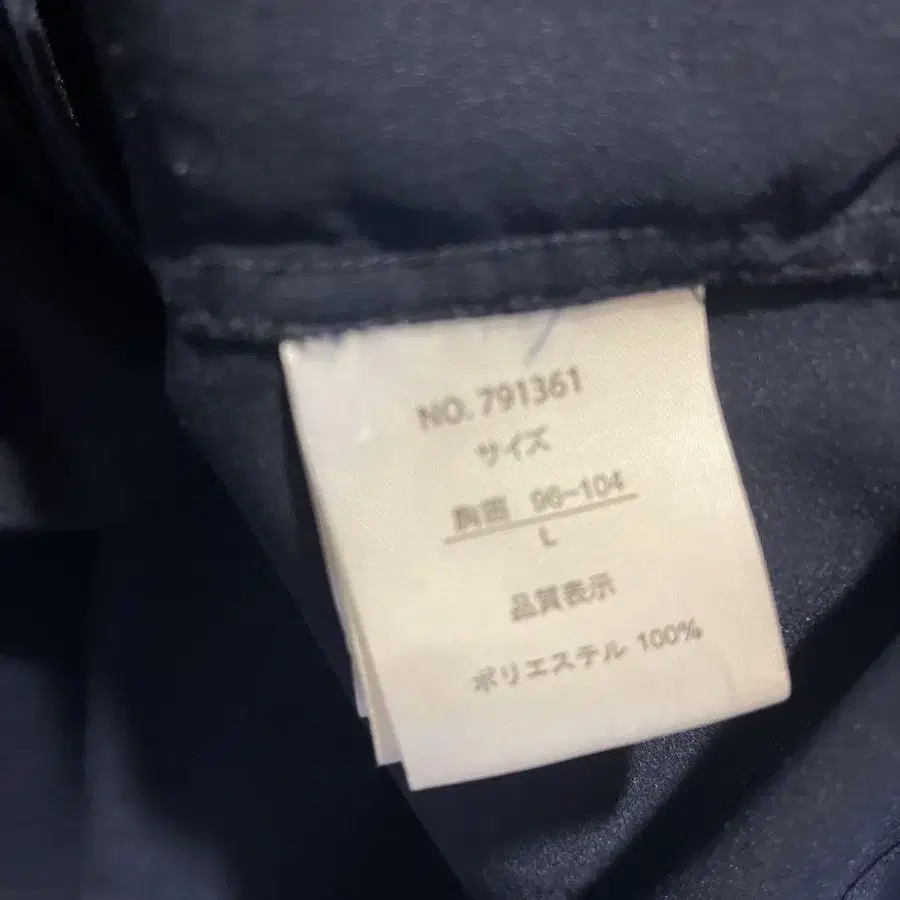 NO.791361
サイズ
胸囲 96-104
L
品質表示
ポリエステル 100%